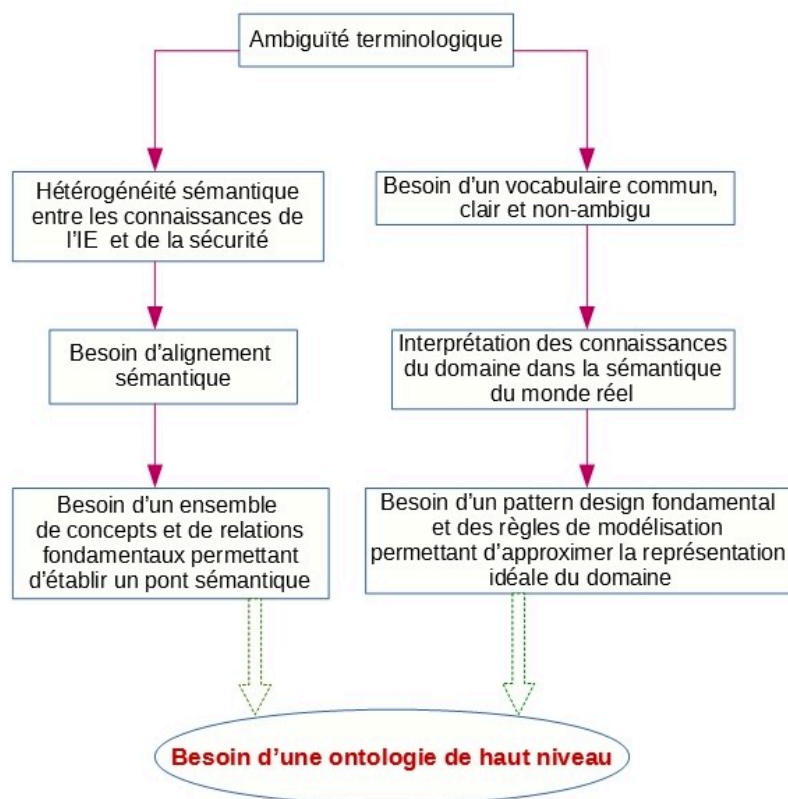 Ambiguïté terminologique
Hétérogénéité sémantique
entre les connaissances de
l'IE et de la sécurité
Besoin d'un vocabulaire commun,
clair et non-ambigu
Besoin d'alignement
sémantique
Interprétation des connaissances
du domaine dans la sémantique
du monde réel
Besoin d'un ensemble
de concepts et de relations
fondamentaux permettant
d'établir un pont sémantique
Besoin d'un pattern design fondamental
et des règles de modélisation
permettant d'approximer la représentation
idéale du domaine
Besoin d'une ontologie de haut niveau